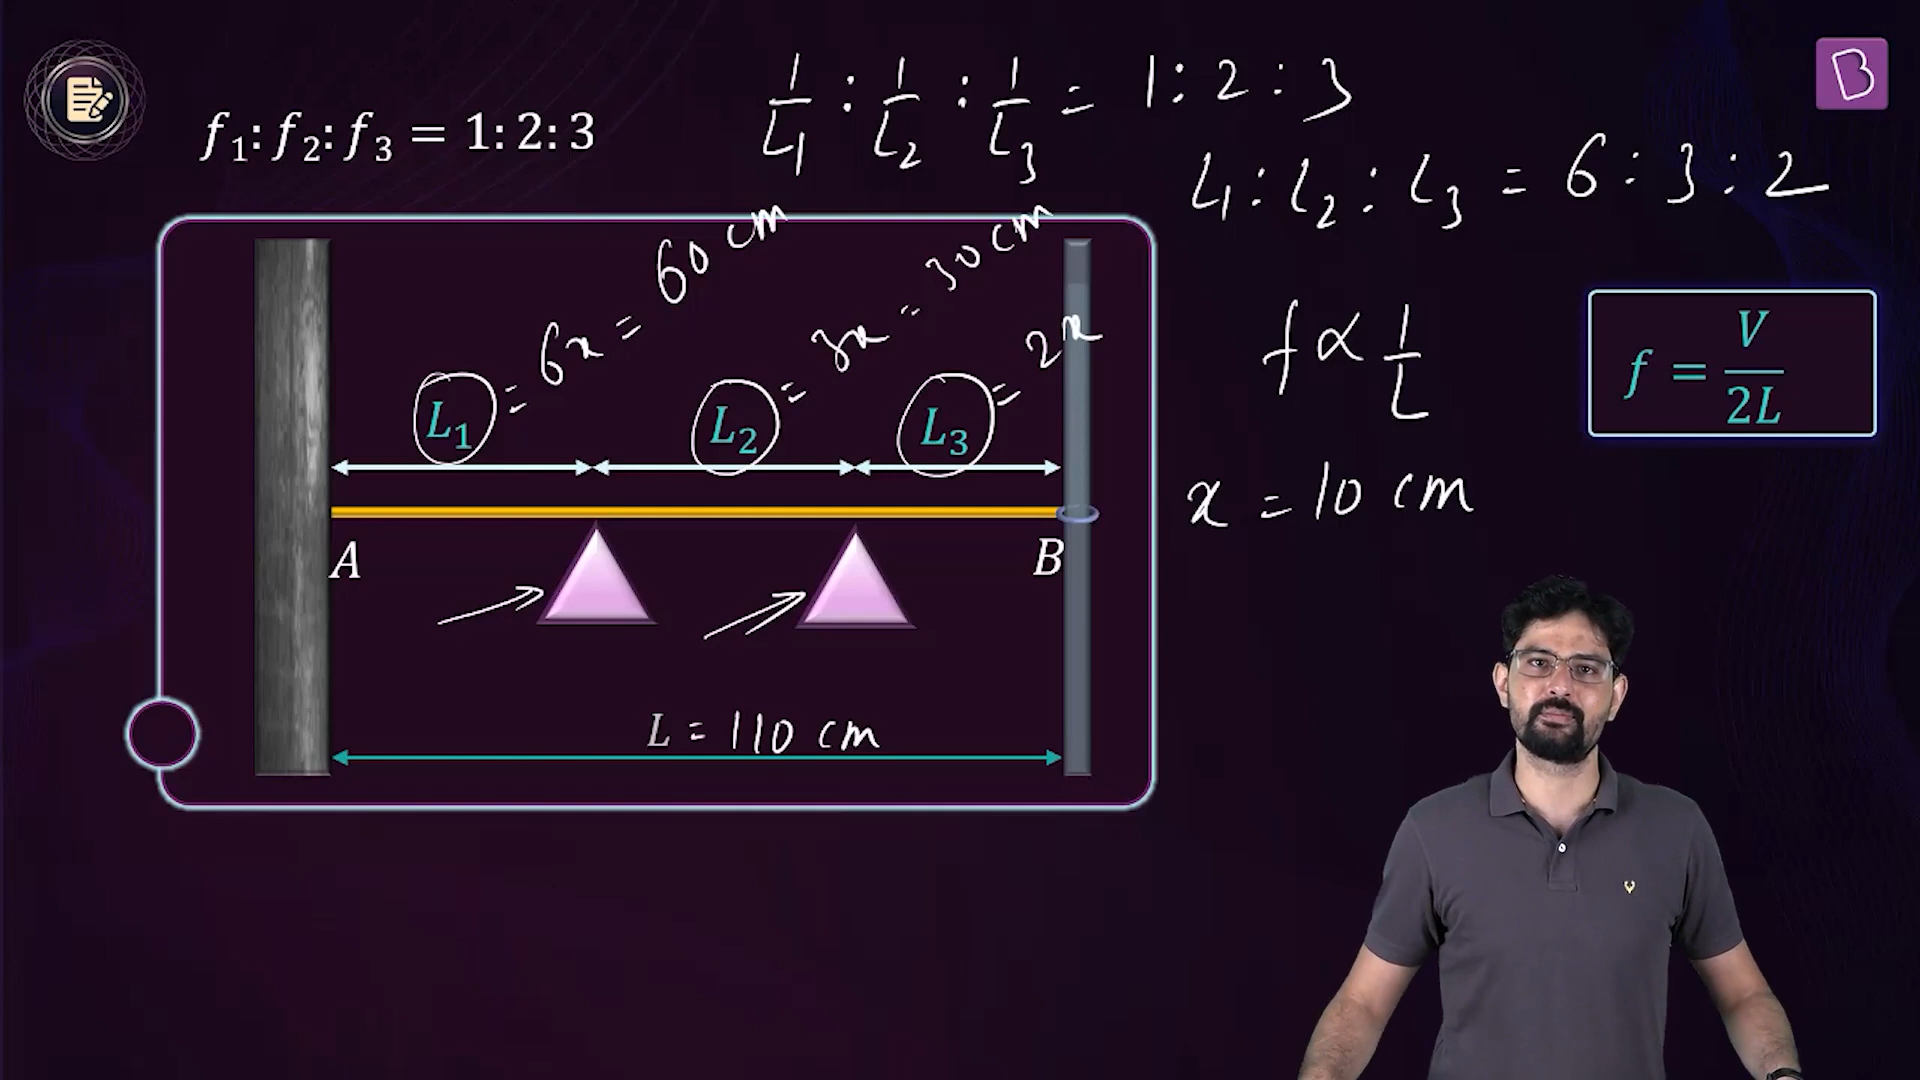 1/L₁ : 1/L₂ : 1/L₃ = 1 : 2 : 3
f₁: f₂: f₃ = 1: 2: 3
L₁ : L₂ : L₃ = 6 : 3 : 2
L₁ = 6x = 60 cm
L₂ = 3x = 30 cm
L₃ = 2x
f ∝ 1/L
f = V/2L
x = 10 cm
A
B
L = 110 cm
B